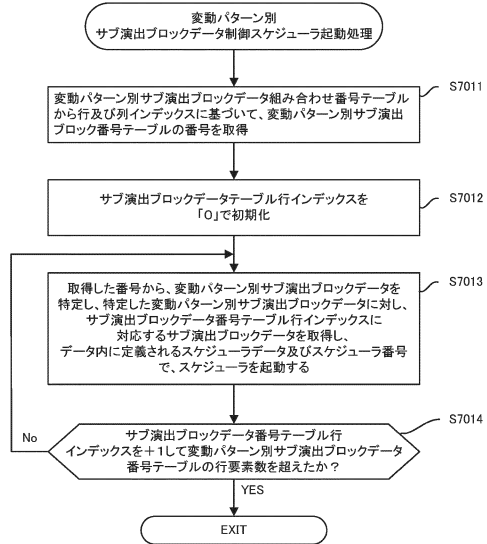 変動パターン別
サブ演出ブロックデータ制御スケジューラ起動処理
S7011
変動パターン別サブ演出ブロックデータ組み合わせ番号テーブル
から行及び列インデックスに基づいて、変動パターン別サブ演出
ブロック番号テーブルの番号を取得
S7012
サブ演出ブロックデータテーブル行インデックスを
「0」で初期化
S7013
取得した番号から、変動パターン別サブ演出ブロックデータを
特定し、特定した変動パターン別サブ演出ブロックデータに対し、
サブ演出ブロックデータ番号テーブル行インデックスに
対応するサブ演出ブロックデータを取得し、
データ内に定義されるスケジューラデータ及びスケジューラ番号
で、スケジューラを起動する
S7014
No
サブ演出ブロックデータ番号テーブル行
インデックスを+1して変動パターン別サブ演出ブロックデータ
番号テーブルの行要素数を超えたか?
YES
EXIT